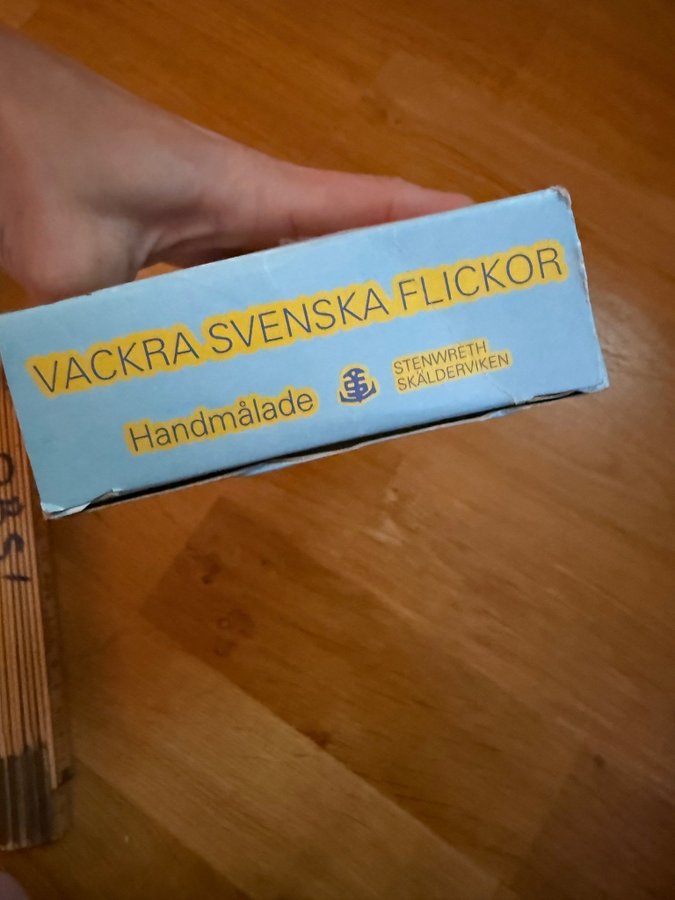 VACKRA SVENSKA FLICKOR
Handmålade
STENWRETH
SKÄLDERVIKEN